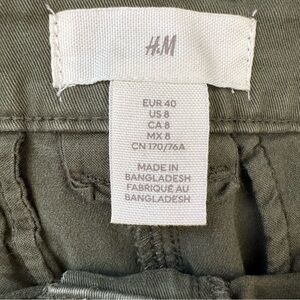 H&M
EUR 40
US 8
CA 8
MX 8
CN 170/76A
MADE IN
BANGLADESH
FABRIQUÉ AU
BANGLADESH